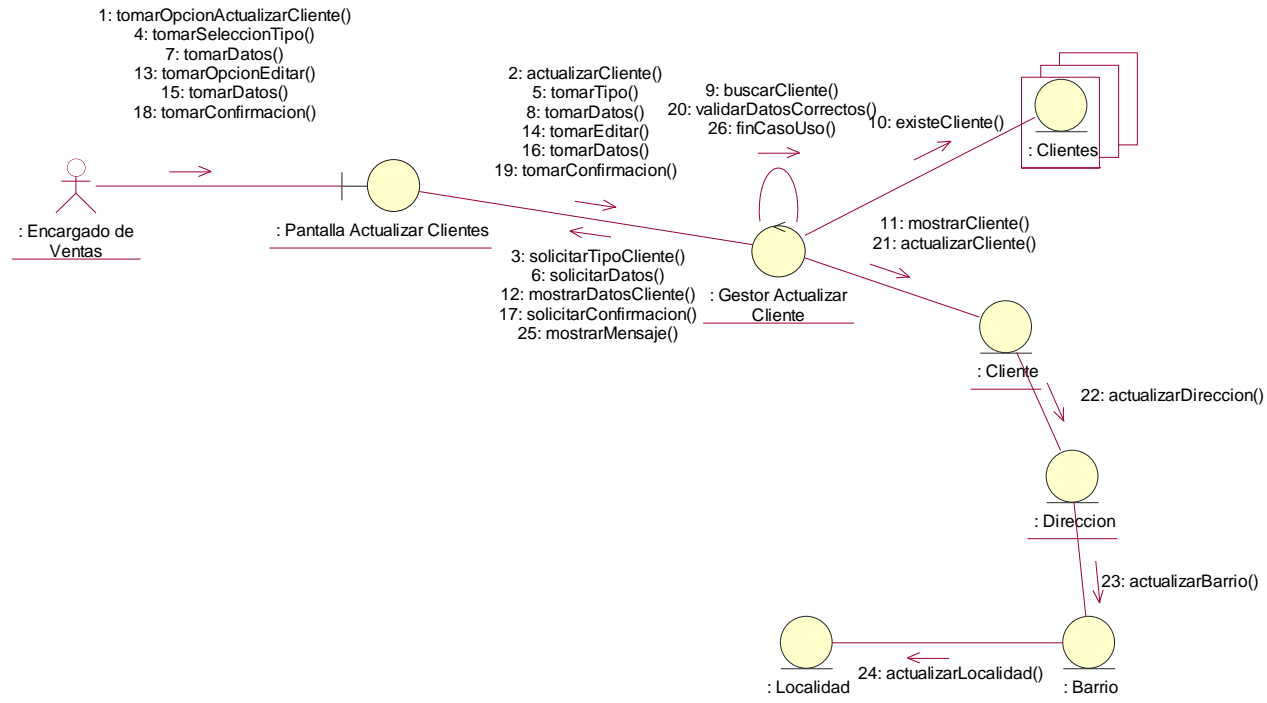 1: tomarOpcionActualizarCliente()
4: tomarSeleccionTipo()
7: tomarDatos()
13: tomarOpcionEditar()
15: tomarDatos()
18: tomarConfirmacion()
2: actualizarCliente()
5: tomarTipo()
8: tomarDatos()
14: tomarEditar()
16: tomarDatos()
19: tomarConfirmacion()
9: buscarCliente()
20: validarDatosCorrectos()
26: finCasoUso()
10: existeCliente()
: Clientes
: Encargado de
Ventas
: Pantalla Actualizar Clientes
3: solicitarTipoCliente()
6: solicitarDatos()
12: mostrarDatosCliente()
17: solicitarConfirmacion()
25: mostrarMensaje()
: Gestor Actualizar
Cliente
11: mostrarCliente()
21: actualizarCliente()
: Cliente
22: actualizarDireccion()
: Direccion
23: actualizarBarrio()
24: actualizarLocalidad()
: Localidad
: Barrio